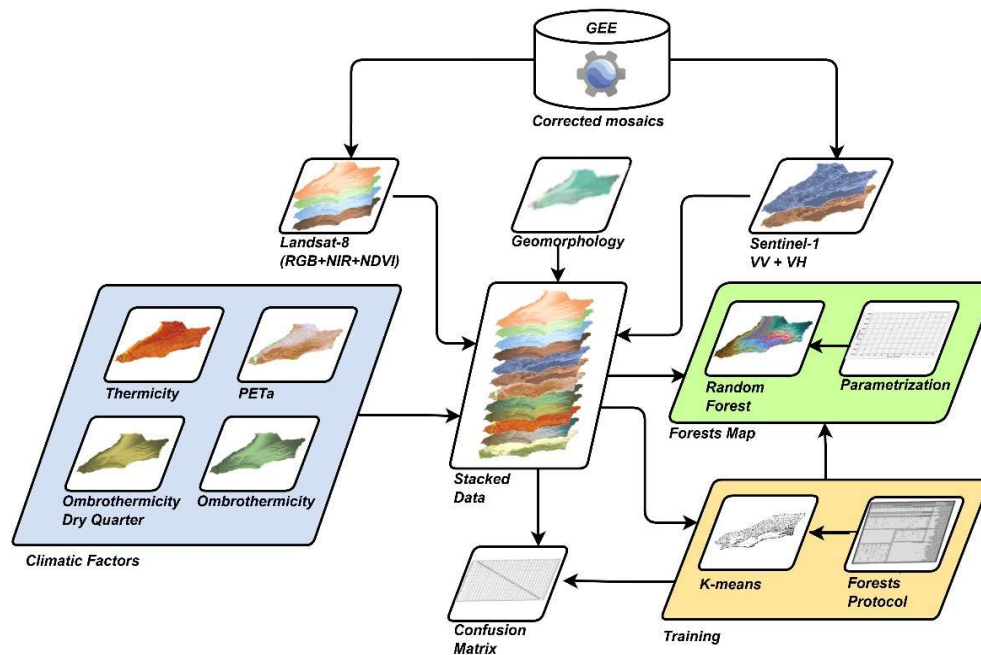 GEE
Corrected mosaics
Landsat-8
(RGB+NIR+NDVI)
Geomorphology
Sentinel-1
VV + VH
Thermicity
PETa
Ombrothermicity
Dry Quarter
Ombrothermicity
Climatic Factors
Stacked
Data
Random
Forest
Parametrization
Forests Map
K-means
Forests
Protocol
Training
Confusion
Matrix